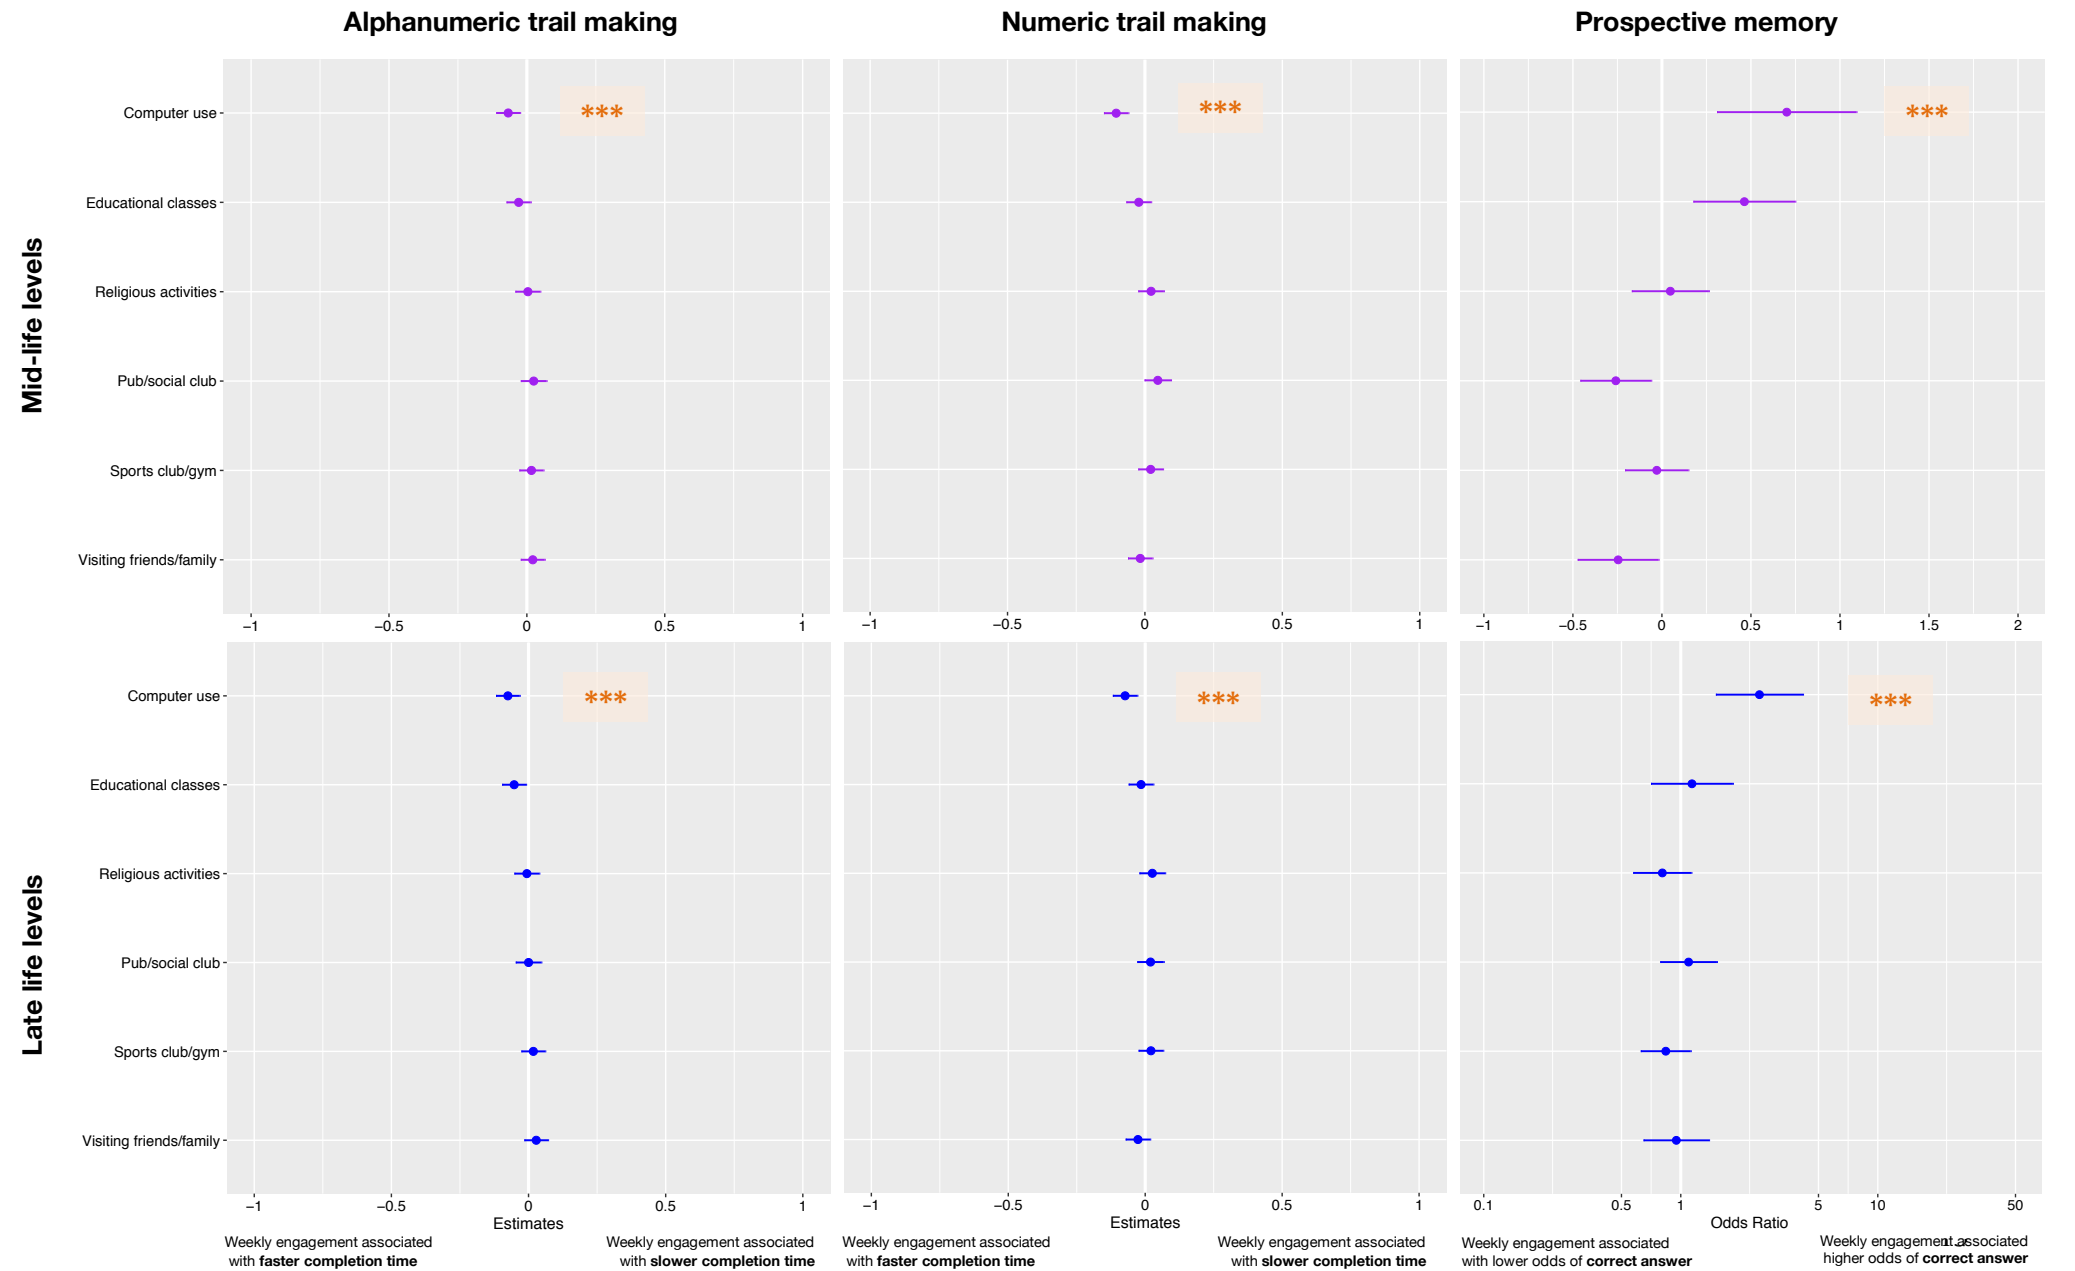 Alphanumeric trail making
Numeric trail making
Prospective memory
Mid-life levels
Computer use
Educational classes
Religious activities
Pub/social club
Sports club/gym
Visiting friends/family
***
***
***
−1 −0.5 0 0.5 1
−1 −0.5 0 0.5 1
−1 −0.5 0 0.5 1 1.5 2
Late life levels
Computer use
Educational classes
Religious activities
Pub/social club
Sports club/gym
Visiting friends/family
***
***
***
−1 −0.5 0 0.5 1
Estimates
−1 −0.5 0 0.5 1
Estimates
0.1 0.5 1 5 10 50
Odds Ratio
Weekly engagement associated
with faster completion time
Weekly engagement associated
with slower completion time
Weekly engagement associated
with faster completion time
Weekly engagement associated
with slower completion time
Weekly engagement associated
with lower odds of correct answer
Weekly engagement associated
higher odds of correct answer